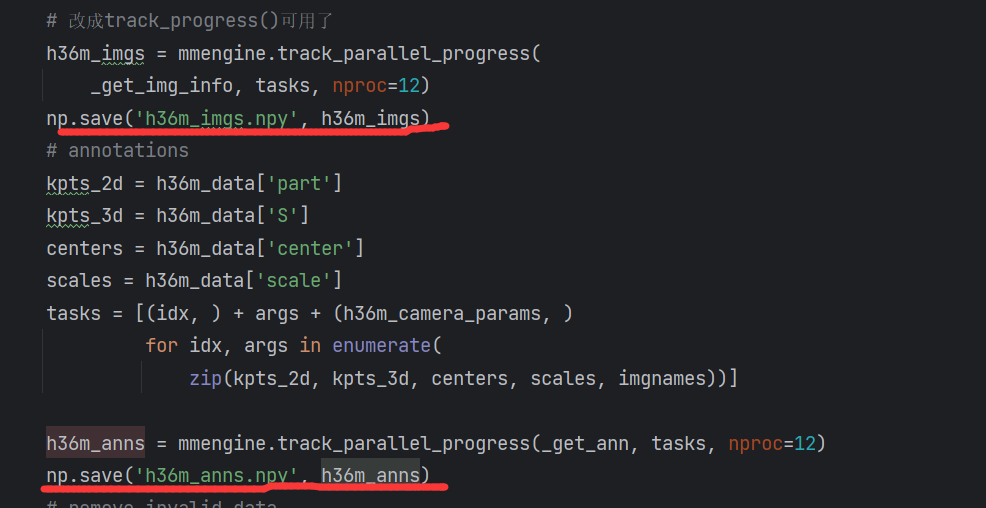 # 改成track_progress()可用了
h36m_imgs = mmengine.track_parallel_progress(
    _get_img_info, tasks, nproc=12)
np.save('h36m_imgs.npy', h36m_imgs)
# annotations
kpts_2d = h36m_data['part']
kpts_3d = h36m_data['S']
centers = h36m_data['center']
scales = h36m_data['scale']
tasks = [(idx, ) + args + (h36m_camera_params, )
         for idx, args in enumerate(
             zip(kpts_2d, kpts_3d, centers, scales, imgnames))]
h36m_anns = mmengine.track_parallel_progress(_get_ann, tasks, nproc=12)
np.save('h36m_anns.npy', h36m_anns)
# remove invalid data